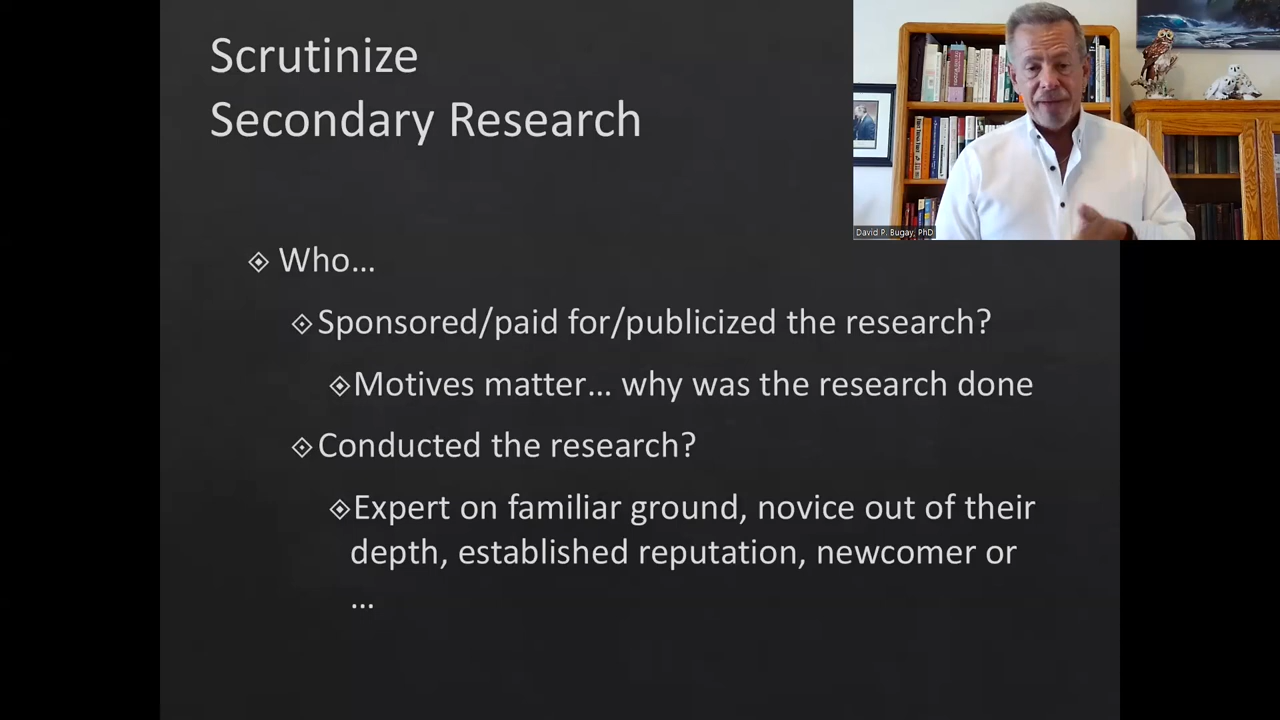 Scrutinize
Secondary Research
Who...
Sponsored/paid for/publicized the research?
Motives matter... why was the research done
Conducted the research?
Expert on familiar ground, novice out of their
depth, established reputation, newcomer or
...
David P. Bugay, PhD